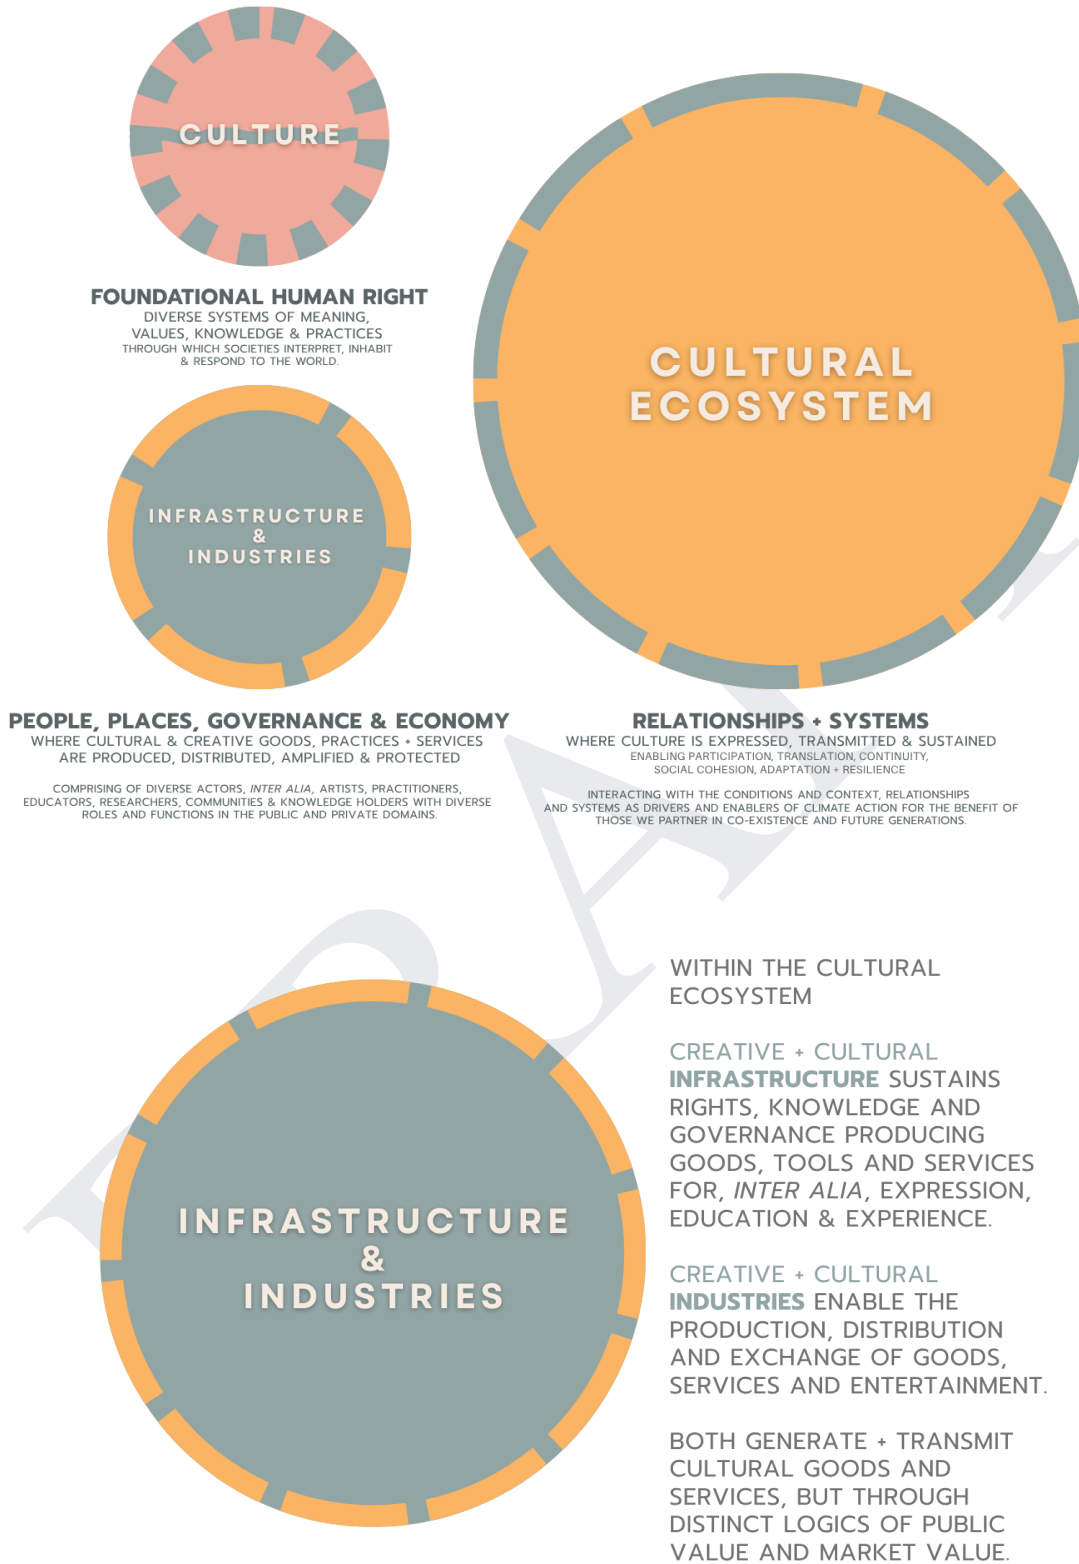 CULTURE
FOUNDATIONAL HUMAN RIGHT
DIVERSE SYSTEMS OF MEANING,
VALUES, KNOWLEDGE & PRACTICES
THROUGH WHICH SOCIETIES INTERPRET, INHABIT
& RESPOND TO THE WORLD.
INFRASTRUCTURE
&
INDUSTRIES
PEOPLE, PLACES, GOVERNANCE & ECONOMY
WHERE CULTURAL & CREATIVE GOODS, PRACTICES + SERVICES
ARE PRODUCED, DISTRIBUTED, AMPLIFIED & PROTECTED
COMPRISING OF DIVERSE ACTORS, INTER ALIA, ARTISTS, PRACTITIONERS,
EDUCATORS, RESEARCHERS, COMMUNITIES & KNOWLEDGE HOLDERS WITH DIVERSE
ROLES AND FUNCTIONS IN THE PUBLIC AND PRIVATE DOMAINS.
CULTURAL
ECOSYSTEM
RELATIONSHIPS + SYSTEMS
WHERE CULTURE IS EXPRESSED, TRANSMITTED & SUSTAINED
ENABLING PARTICIPATION, TRANSLATION, CONTINUITY,
SOCIAL COHESION, ADAPTATION + RESILIENCE
INTERACTING WITH THE CONDITIONS AND CONTEXT, RELATIONSHIPS
AND SYSTEMS AS DRIVERS AND ENABLERS OF CLIMATE ACTION FOR THE BENEFIT OF
THOSE WE PARTNER IN CO-EXISTENCE AND FUTURE GENERATIONS.
INFRASTRUCTURE
&
INDUSTRIES
WITHIN THE CULTURAL
ECOSYSTEM
CREATIVE + CULTURAL
INFRASTRUCTURE SUSTAINS
RIGHTS, KNOWLEDGE AND
GOVERNANCE PRODUCING
GOODS, TOOLS AND SERVICES
FOR, INTER ALIA, EXPRESSION,
EDUCATION & EXPERIENCE.
CREATIVE + CULTURAL
INDUSTRIES ENABLE THE
PRODUCTION, DISTRIBUTION
AND EXCHANGE OF GOODS,
SERVICES AND ENTERTAINMENT.
BOTH GENERATE + TRANSMIT
CULTURAL GOODS AND
SERVICES, BUT THROUGH
DISTINCT LOGICS OF PUBLIC
VALUE AND MARKET VALUE.